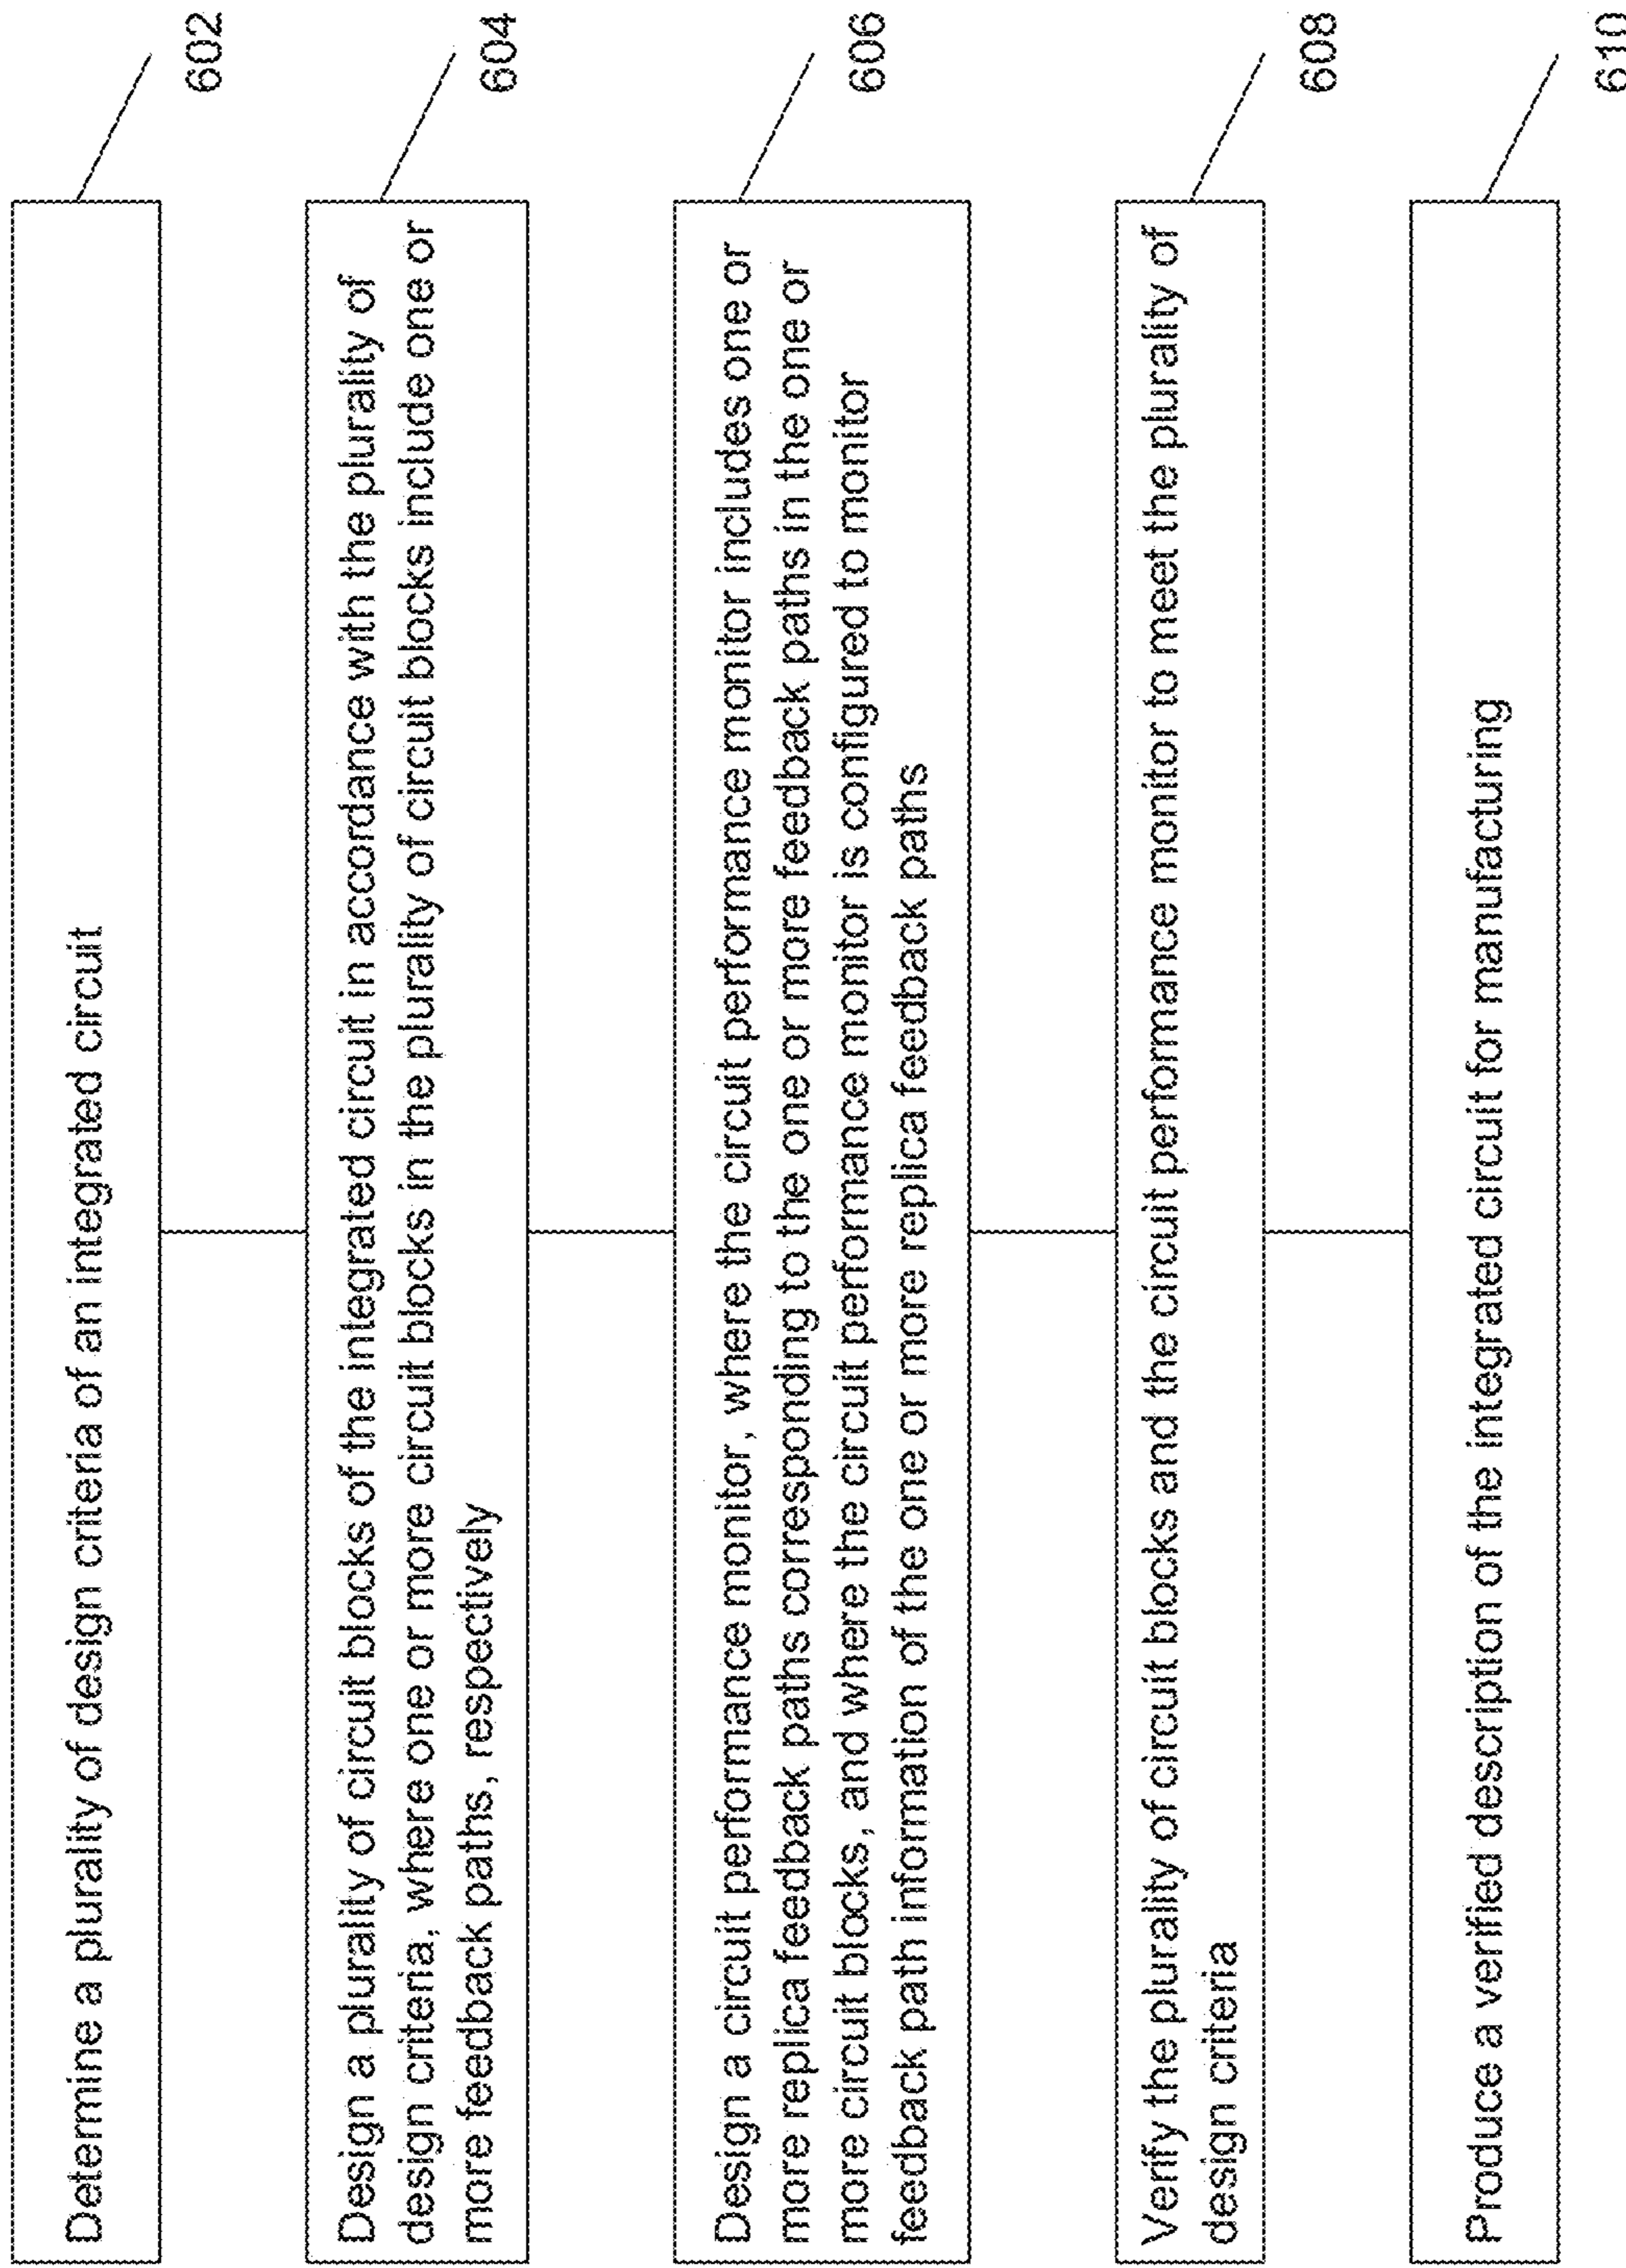 Determine a plurality of design criteria of an integrated circuit
602
Design a plurality of circuit blocks of the integrated circuit in accordance with the plurality of
design criteria, where one or more circuit blocks in the plurality of circuit blocks include one or
more feedback paths, respectively
604
Design a circuit performance monitor, where the circuit performance monitor includes one or
more replica feedback paths corresponding to the one or more feedback paths in the one or
more circuit blocks, and where the circuit performance monitor is configured to monitor
feedback path information of the one or more replica feedback paths
606
Verify the plurality of circuit blocks and the circuit performance monitor to meet the plurality of
design criteria
608
Produce a verified description of the integrated circuit for manufacturing
610